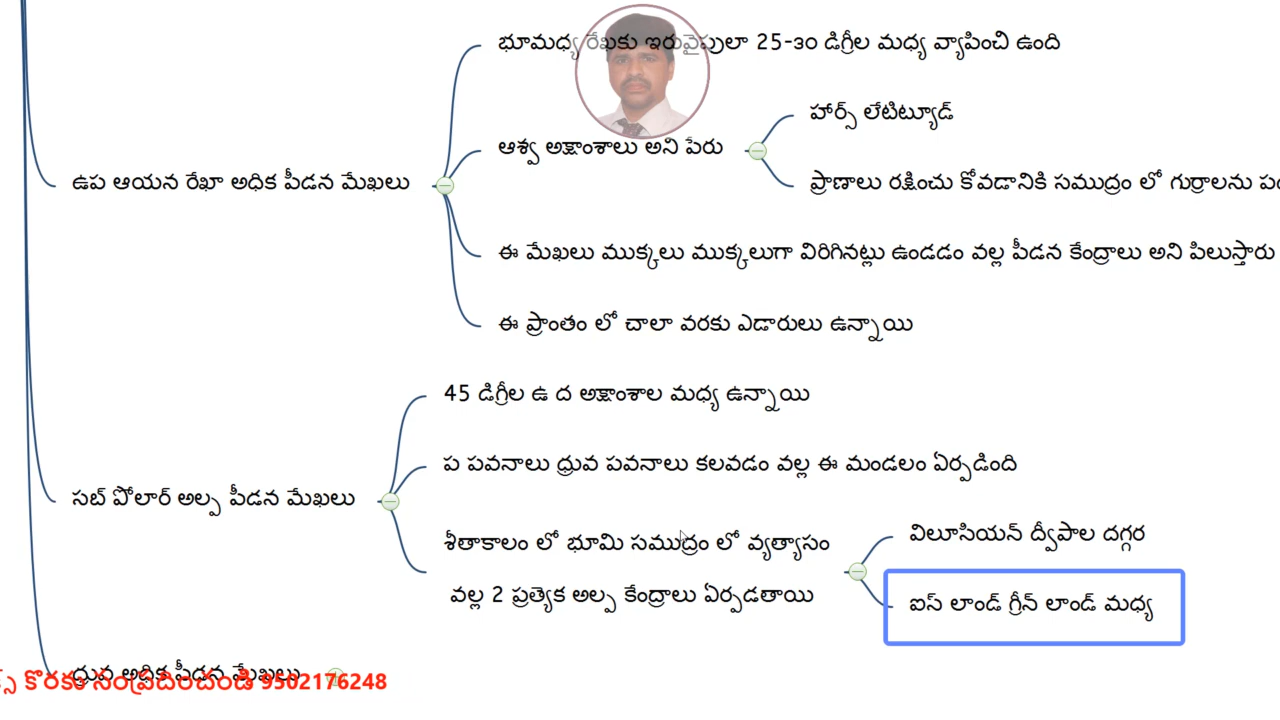 భూమధ్య రేఖకు ఇరువైపులా 25-30 డిగ్రీల మధ్య వ్యాపించి ఉంది
హార్స్ లేటిట్యూడ్
ఆశ్వ అక్షాంశాలు అని పేరు
ఉప ఆయన రేఖా అధిక పీడన మేఖలు
ప్రాణాలు రక్షించు కోవడానికి సముద్రం లో గుర్రాలను
ఈ మేఖలు ముక్కలు ముక్కలుగా విరిగినట్లు ఉండడం వల్ల పీడన కేంద్రాలు అని పిలుస్తారు
ఈ ప్రాంతం లో చాలా వరకు ఎడారులు ఉన్నాయి
45 డిగ్రీల ఉ ద అక్షాంశాల మధ్య ఉన్నాయి
ప పవనాలు ధ్రువ పవనాలు కలవడం వల్ల ఈ మండలం ఏర్పడింది
సబ్ పోలార్ అల్ప పీడన మేఖలు
శీతాకాలం లో భూమి సముద్రం లో వ్యత్యాసం
వల్ల 2 ప్రత్యెక అల్ప కేంద్రాలు ఏర్పడతాయి
విలూసియన్ ద్వీపాల దగ్గర
ఐస్ లాండ్ గ్రీన్ లాండ్ మధ్య
ధ్రువ అధిక పీడన మేఖలు
కొరకు సంప్రదించండి 9502176248